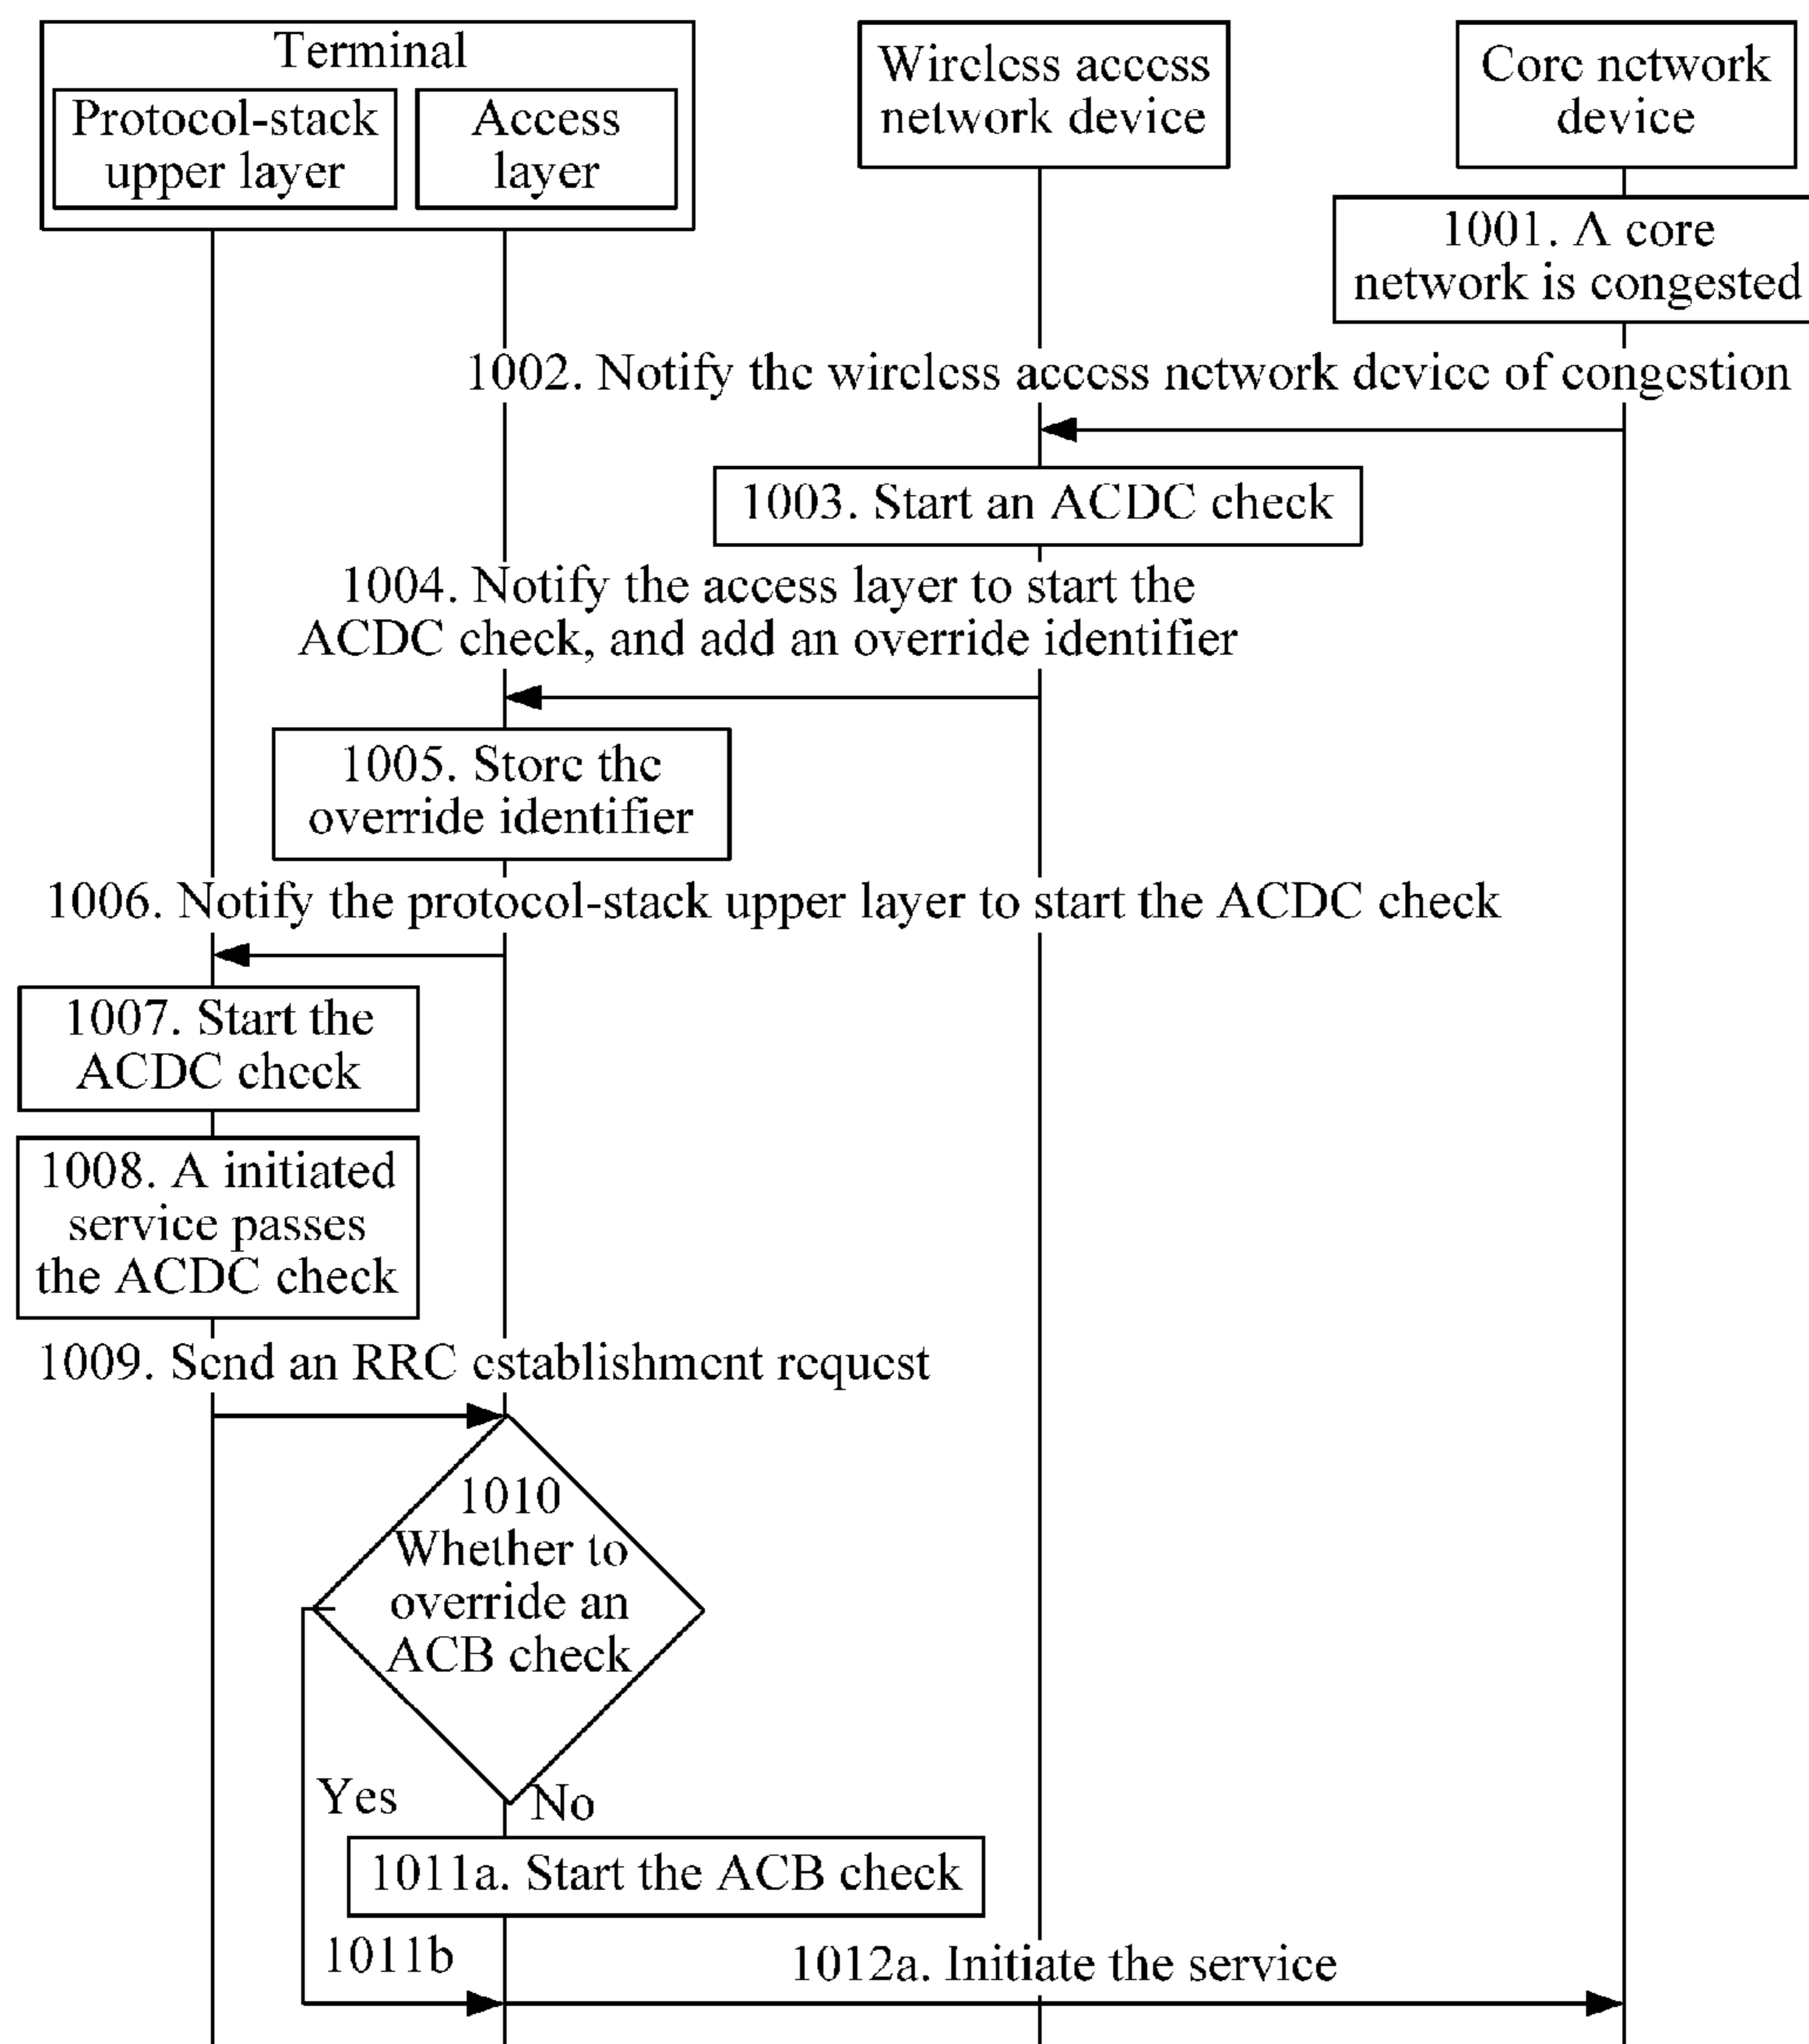 Terminal
Protocol-stack
upper layer
Access
layer
Wireless access
network device
Core network
device
1001. A core
network is congested
1002. Notify the wireless access network device of congestion
1003. Start an ACDC check
1004. Notify the access layer to start the
ACDC check, and add an override identifier
1005. Store the
override identifier
1006. Notify the protocol-stack upper layer to start the ACDC check
1007. Start the
ACDC check
1008. A initiated
service passes
the ACDC check
1009. Send an RRC establishment request
1010
Whether to
override an
ACB check
Yes
No
1011a. Start the ACB check
1011b
1012a. Initiate the service